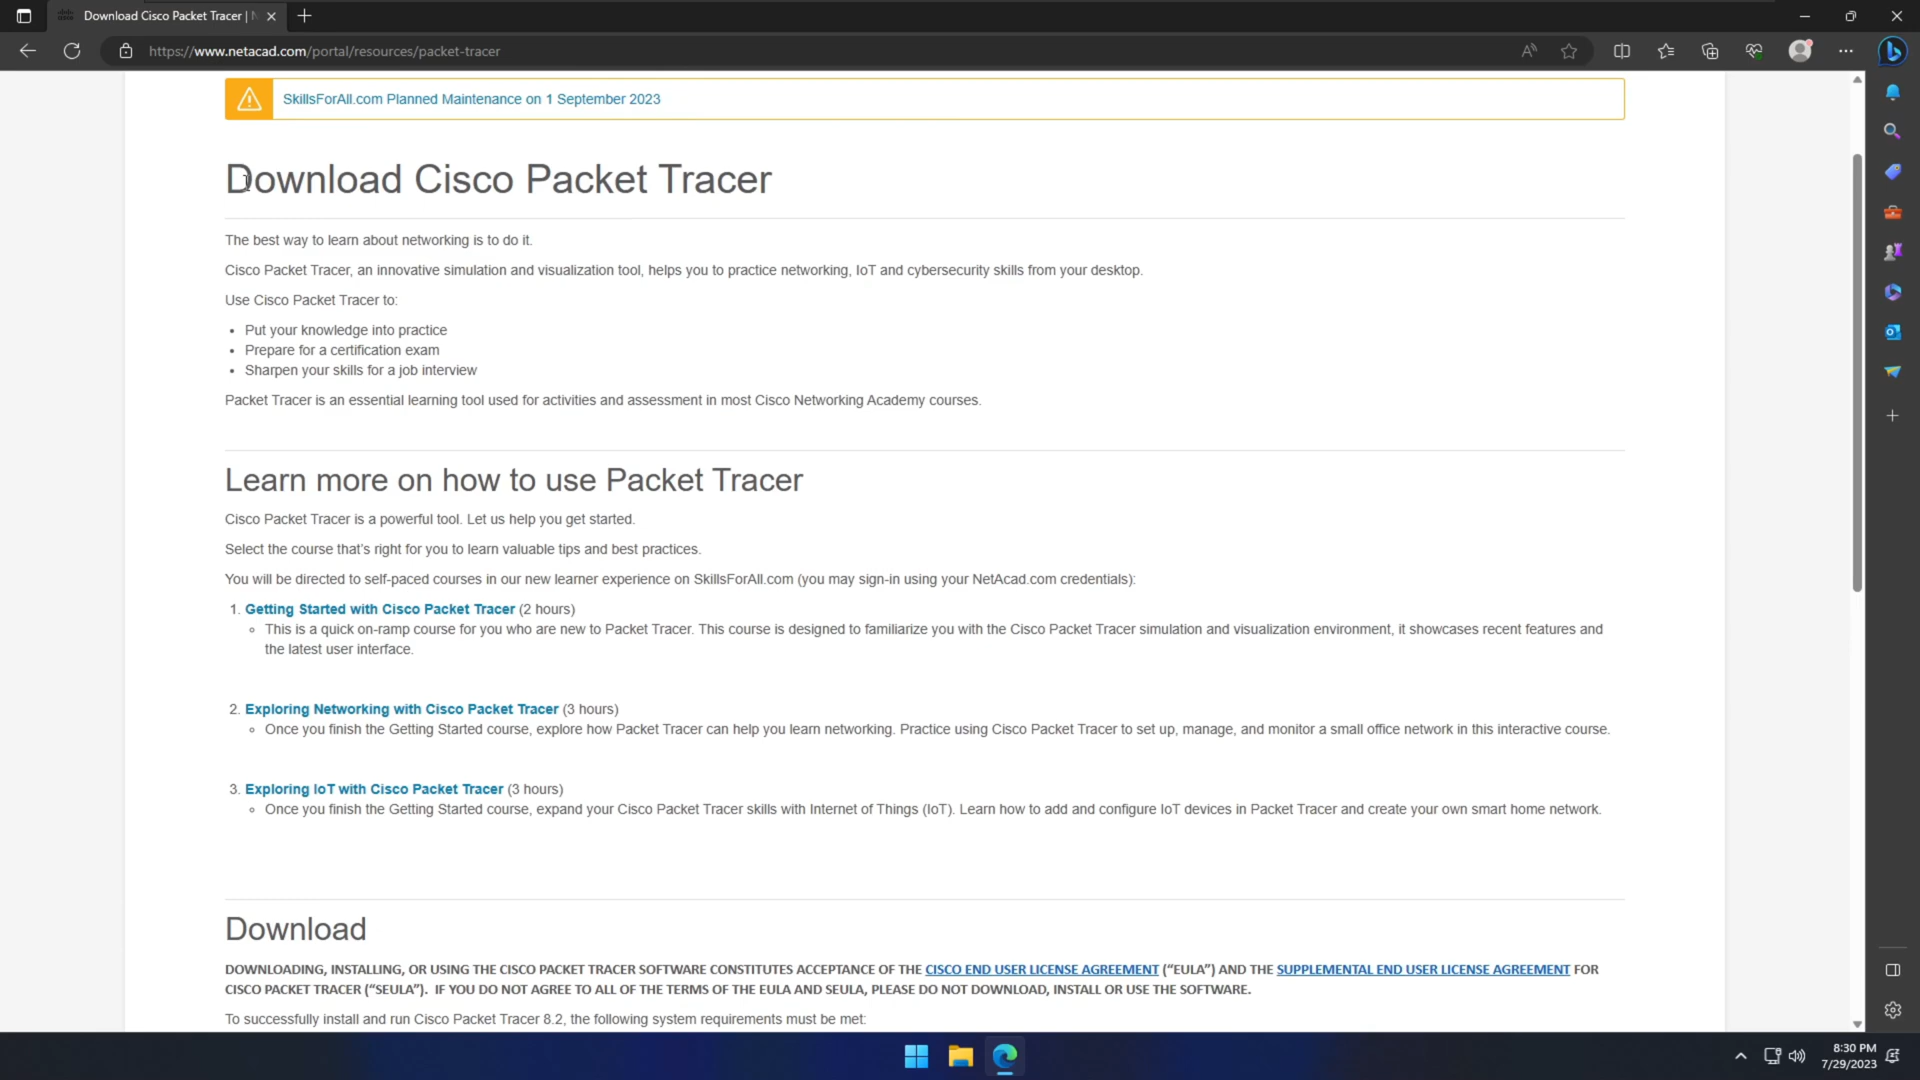 Download Cisco Packet Tracer | N
https://www.netacad.com/portal/resources/packet-tracer
SkillsForAll.com Planned Maintenance on 1 September 2023
Download Cisco Packet Tracer
The best way to learn about networking is to do it.
Cisco Packet Tracer, an innovative simulation and visualization tool, helps you to practice networking, IoT and cybersecurity skills from your desktop.
Use Cisco Packet Tracer to:
• Put your knowledge into practice
• Prepare for a certification exam
• Sharpen your skills for a job interview
Packet Tracer is an essential learning tool used for activities and assessment in most Cisco Networking Academy courses.
Learn more on how to use Packet Tracer
Cisco Packet Tracer is a powerful tool. Let us help you get started.
Select the course that's right for you to learn valuable tips and best practices.
You will be directed to self-paced courses in our new learner experience on SkillsForAll.com (you may sign-in using your NetAcad.com credentials):
1. Getting Started with Cisco Packet Tracer (2 hours)
◦ This is a quick on-ramp course for you who are new to Packet Tracer. This course is designed to familiarize you with the Cisco Packet Tracer simulation and visualization environment, it showcases recent features and
the latest user interface.
2. Exploring Networking with Cisco Packet Tracer (3 hours)
◦ Once you finish the Getting Started course, explore how Packet Tracer can help you learn networking. Practice using Cisco Packet Tracer to set up, manage, and monitor a small office network in this interactive course.
3. Exploring IoT with Cisco Packet Tracer (3 hours)
◦ Once you finish the Getting Started course, expand your Cisco Packet Tracer skills with Internet of Things (IoT). Learn how to add and configure IoT devices in Packet Tracer and create your own smart home network.
Download
DOWNLOADING, INSTALLING, OR USING THE CISCO PACKET TRACER SOFTWARE CONSTITUTES ACCEPTANCE OF THE CISCO END USER LICENSE AGREEMENT (“EULA”) AND THE SUPPLEMENTAL END USER LICENSE AGREEMENT FOR
CISCO PACKET TRACER (“SEULA”). IF YOU DO NOT AGREE TO ALL OF THE TERMS OF THE EULA AND SEULA, PLEASE DO NOT DOWNLOAD, INSTALL OR USE THE SOFTWARE.
To successfully install and run Cisco Packet Tracer 8.2, the following system requirements must be met:
8:30 PM
7/29/2023